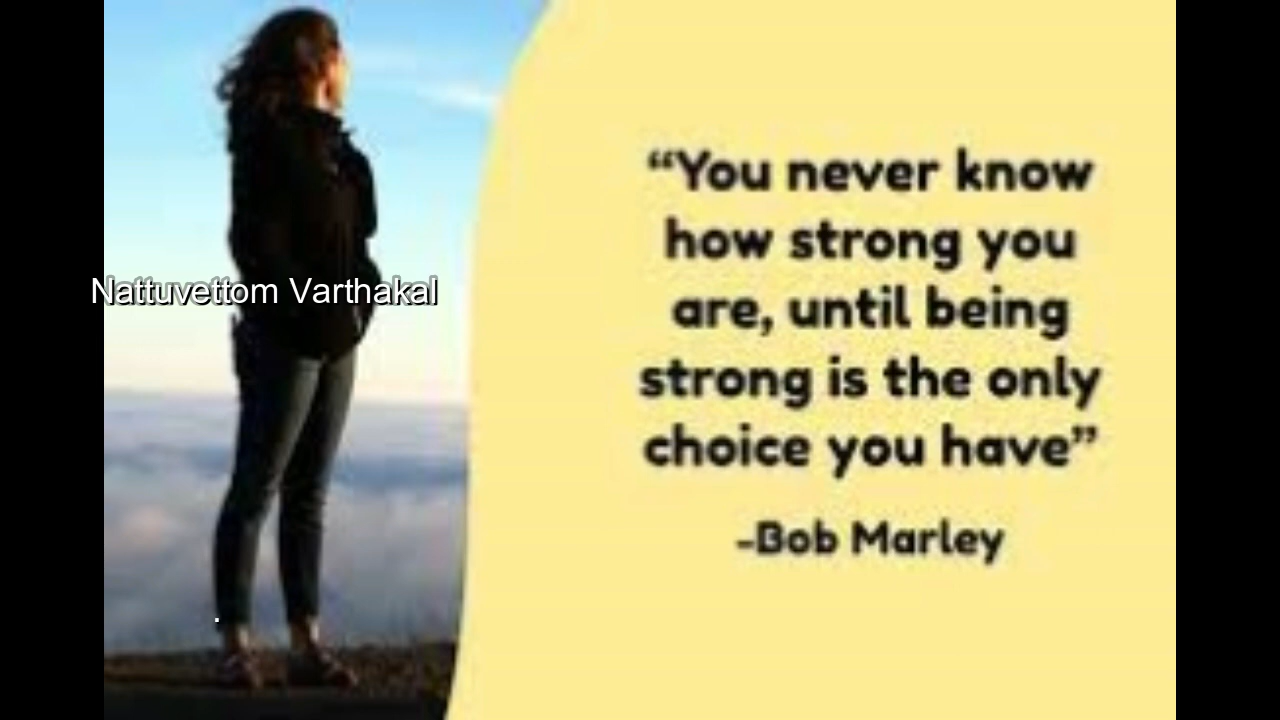 Nattuvettom Varthakal
“You never know
how strong you
are, until being
strong is the only
choice you have”
-Bob Marley